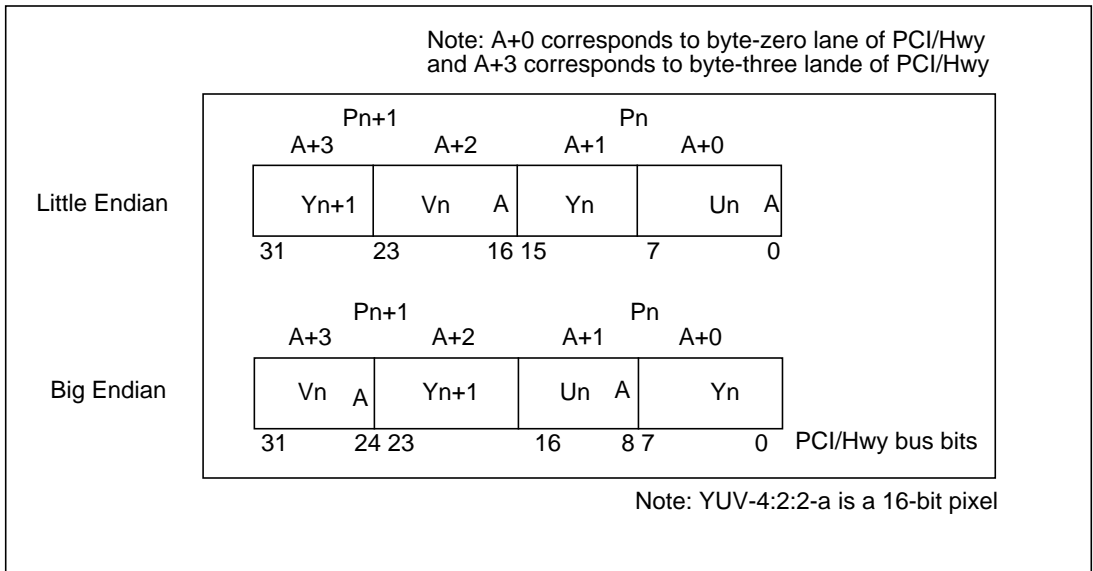 Note: A+0 corresponds to byte-zero lane of PCI/Hwy
and A+3 corresponds to byte-three lande of PCI/Hwy
Pn+1 Pn
A+3 A+2 A+1 A+0
Little Endian Yn+1 Vn A Yn Un A
31 23 16 15 7 0
Pn+1 Pn
A+3 A+2 A+1 A+0
Big Endian Vn A Yn+1 Un A Yn
31 24 23 16 8 7 0 PCI/Hwy bus bits
Note: YUV-4:2:2-a is a 16-bit pixel